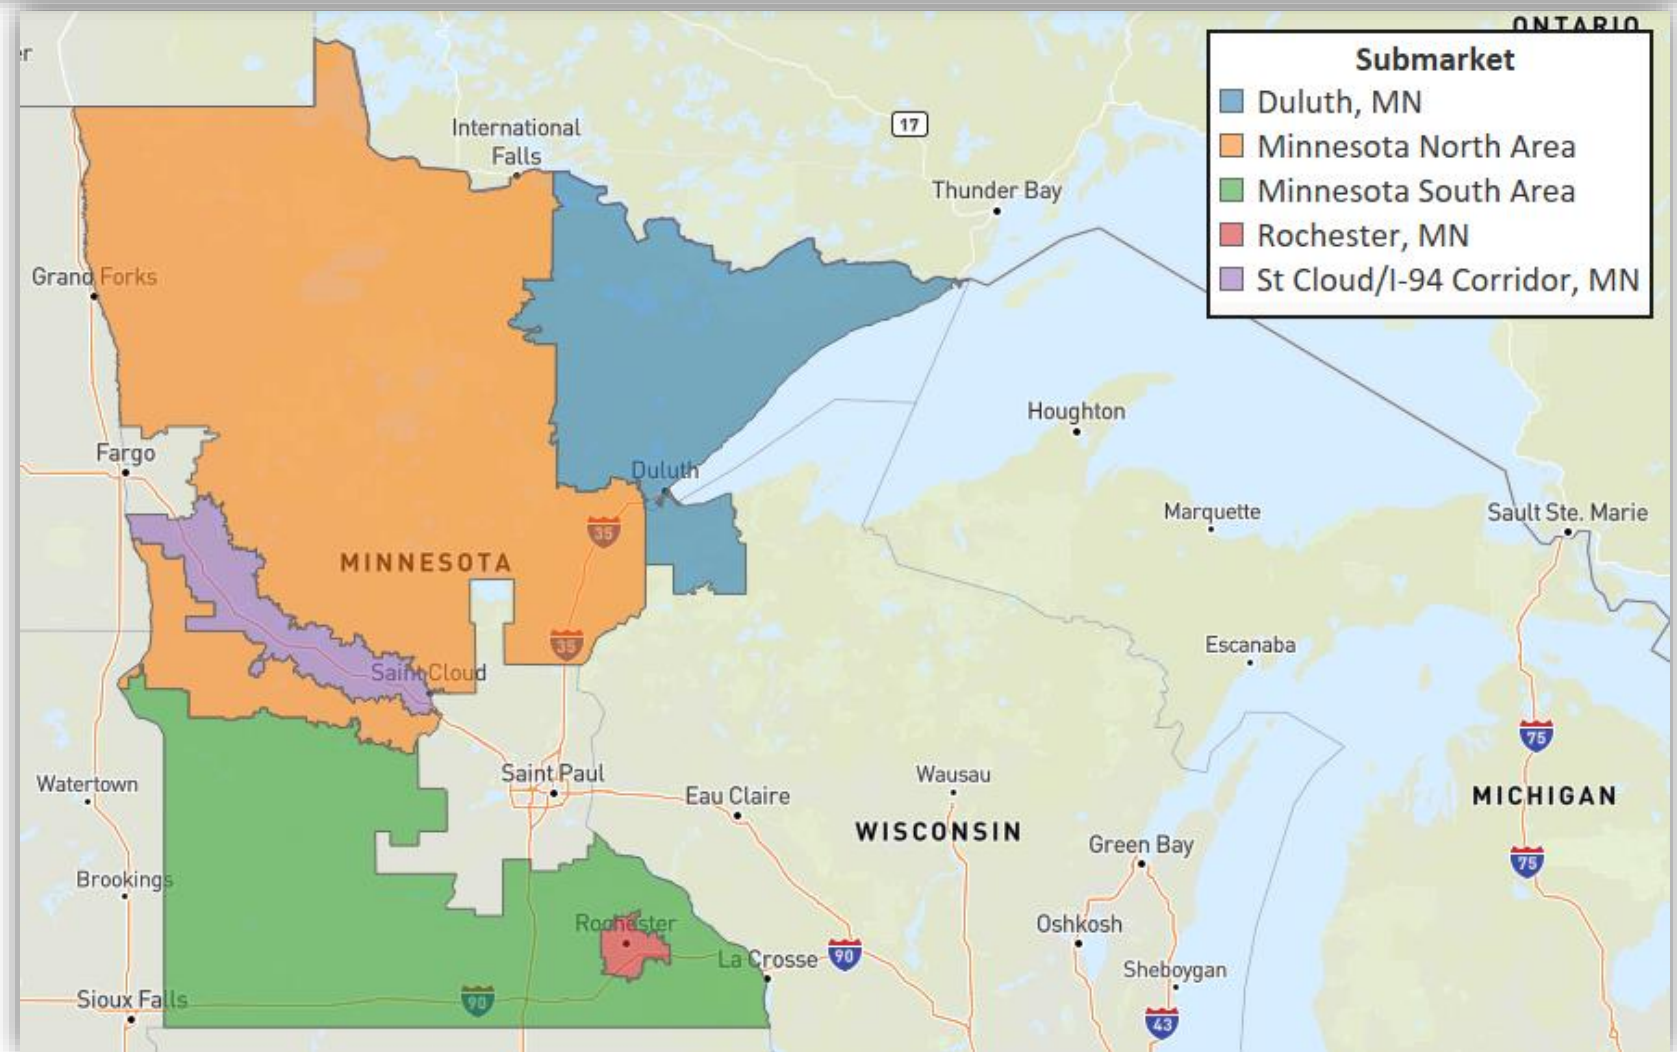 ONTARIO
Submarket
Duluth, MN
Minnesota North Area
Minnesota South Area
Rochester, MN
St Cloud/I-94 Corridor, MN
er
17
International
Falls
Thunder Bay
Grand Forks
Houghton
Fargo
Duluth
Marquette
Sault Ste. Marie
35
MINNESOTA
35
Escanaba
Saint Cloud
75
Saint Paul
Wausau
Watertown
Eau Claire
MICHIGAN
WISCONSIN
Green Bay
75
Brookings
Rochester
Oshkosh
La Crosse
90
Sheboygan
Sioux Falls
90
43